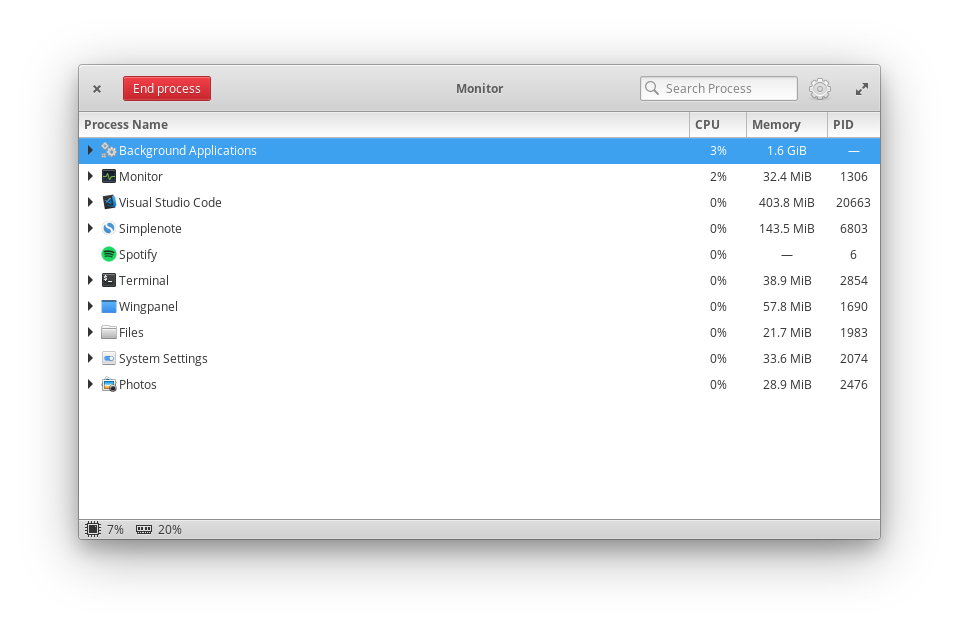 End process Monitor Search Process
Process Name CPU Memory PID
Background Applications 3% 1.6 GiB —
Monitor 2% 32.4 MiB 1306
Visual Studio Code 0% 403.8 MiB 20663
Simplenote 0% 143.5 MiB 6803
Spotify 0% — 6
Terminal 0% 38.9 MiB 2854
Wingpanel 0% 57.8 MiB 1690
Files 0% 21.7 MiB 1983
System Settings 0% 33.6 MiB 2074
Photos 0% 28.9 MiB 2476
7% 20%